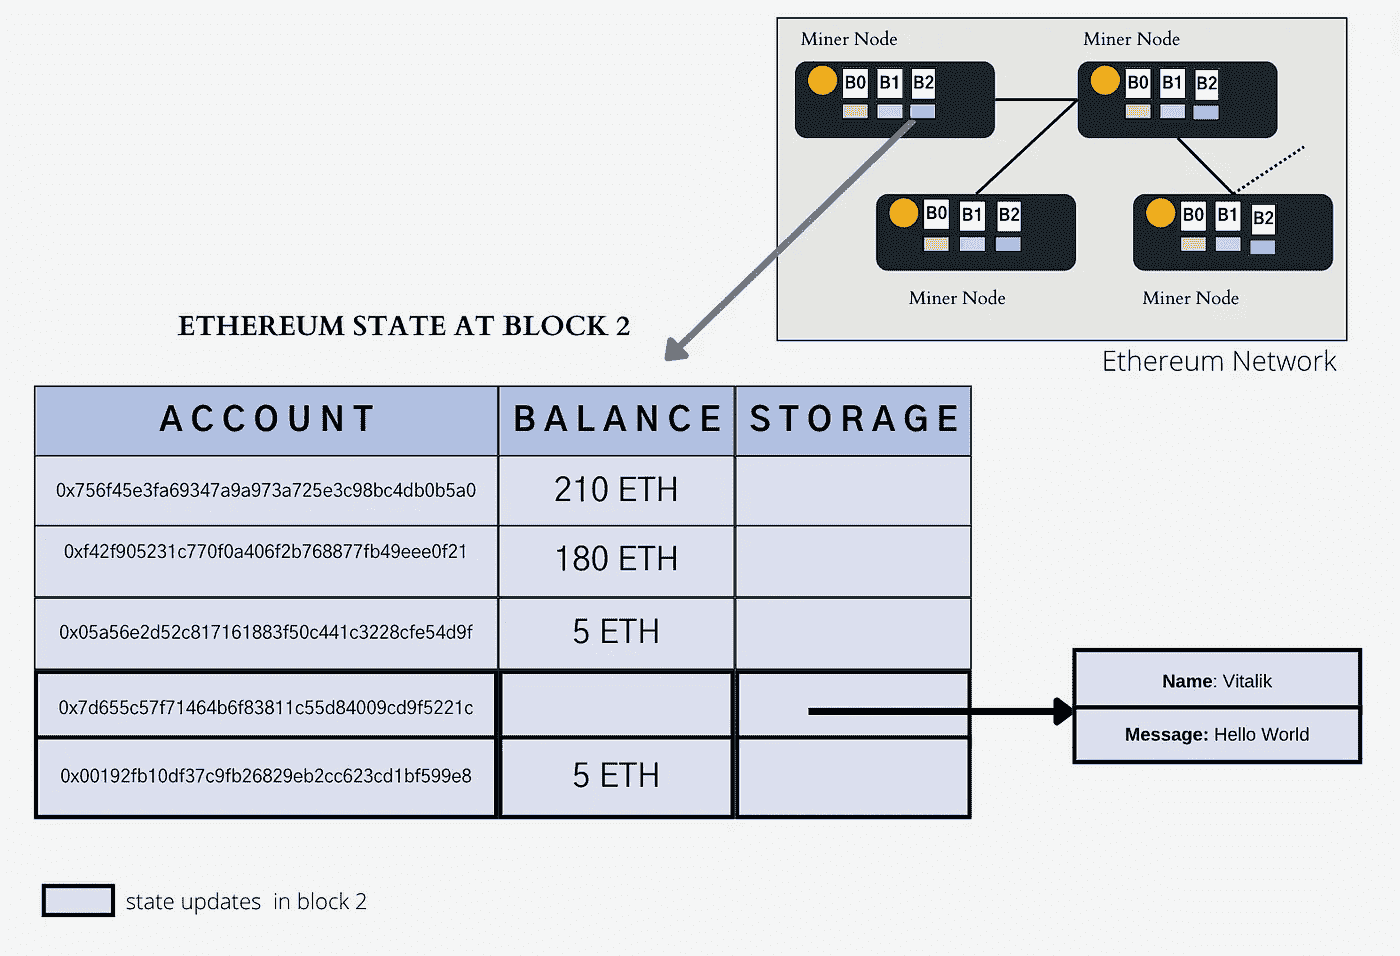 Miner Node
Miner Node
B0 B1 B2
B0 B1 B2
B0 B1 B2
B0 B1 B2
Miner Node
Miner Node
Ethereum Network
ETHEREUM STATE AT BLOCK 2
ACCOUNT BALANCE STORAGE
0x756f45e3fa69347a9a973a725e3c98bc4db0b5a0 210 ETH
0xf42f905231c770f0a406f2b768877fb49eee0f21 180 ETH
0x05a56e2d52c817161883f50c441c3228cfe54d9f 5 ETH
0x7d655c57f71464b6f83811c55d84009cd9f5221c
0x00192fb10df37c9fb26829eb2cc623cd1bf599e8 5 ETH
Name: Vitalik
Message: Hello World
state updates in block 2